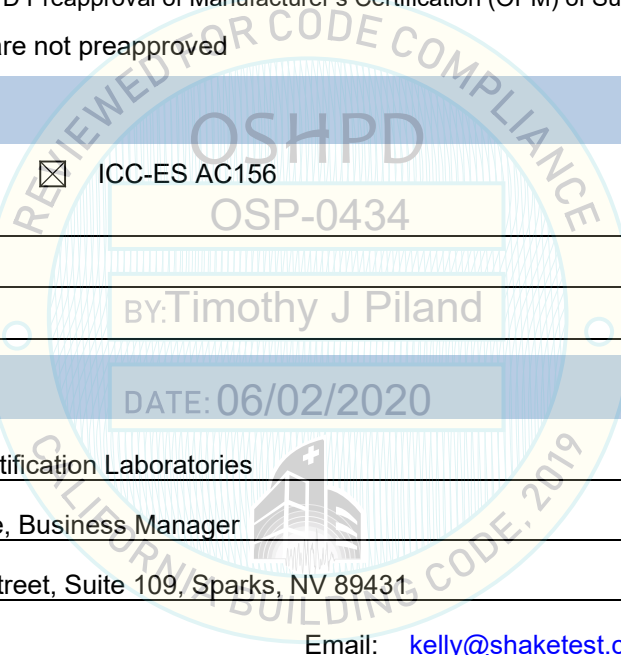 Preapproval of Manufacturer's Certification (OPM) of
are not preapproved
REVIEWED FOR CODE COMPLIANCE
OSHPD
☒ ICC-ES AC156
OSP-0434
BY: Timothy J Piland
DATE: 06/02/2020
tification Laboratories
e, Business Manager
treet, Suite 109, Sparks, NV 89431
CALIFORNIA BUILDING CODE, 2019
Email: kelly@shaketest.c